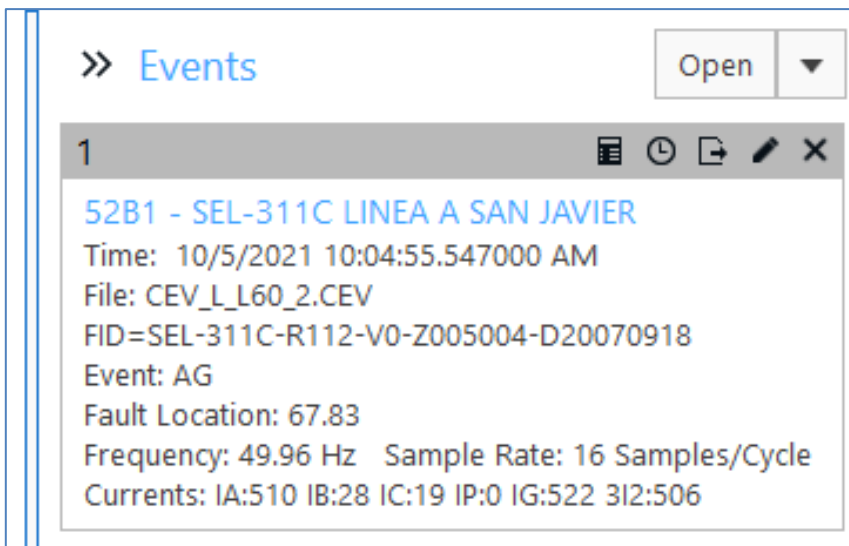 Events
Open
1
52B1 - SEL-311C LINEA A SAN JAVIER
Time: 10/5/2021 10:04:55.547000 AM
File: CEV_L_L60_2.CEV
FID=SEL-311C-R112-V0-Z005004-D20070918
Event: AG
Fault Location: 67.83
Frequency: 49.96 Hz Sample Rate: 16 Samples/Cycle
Currents: IA:510 IB:28 IC:19 IP:0 IG:522 3I2:506